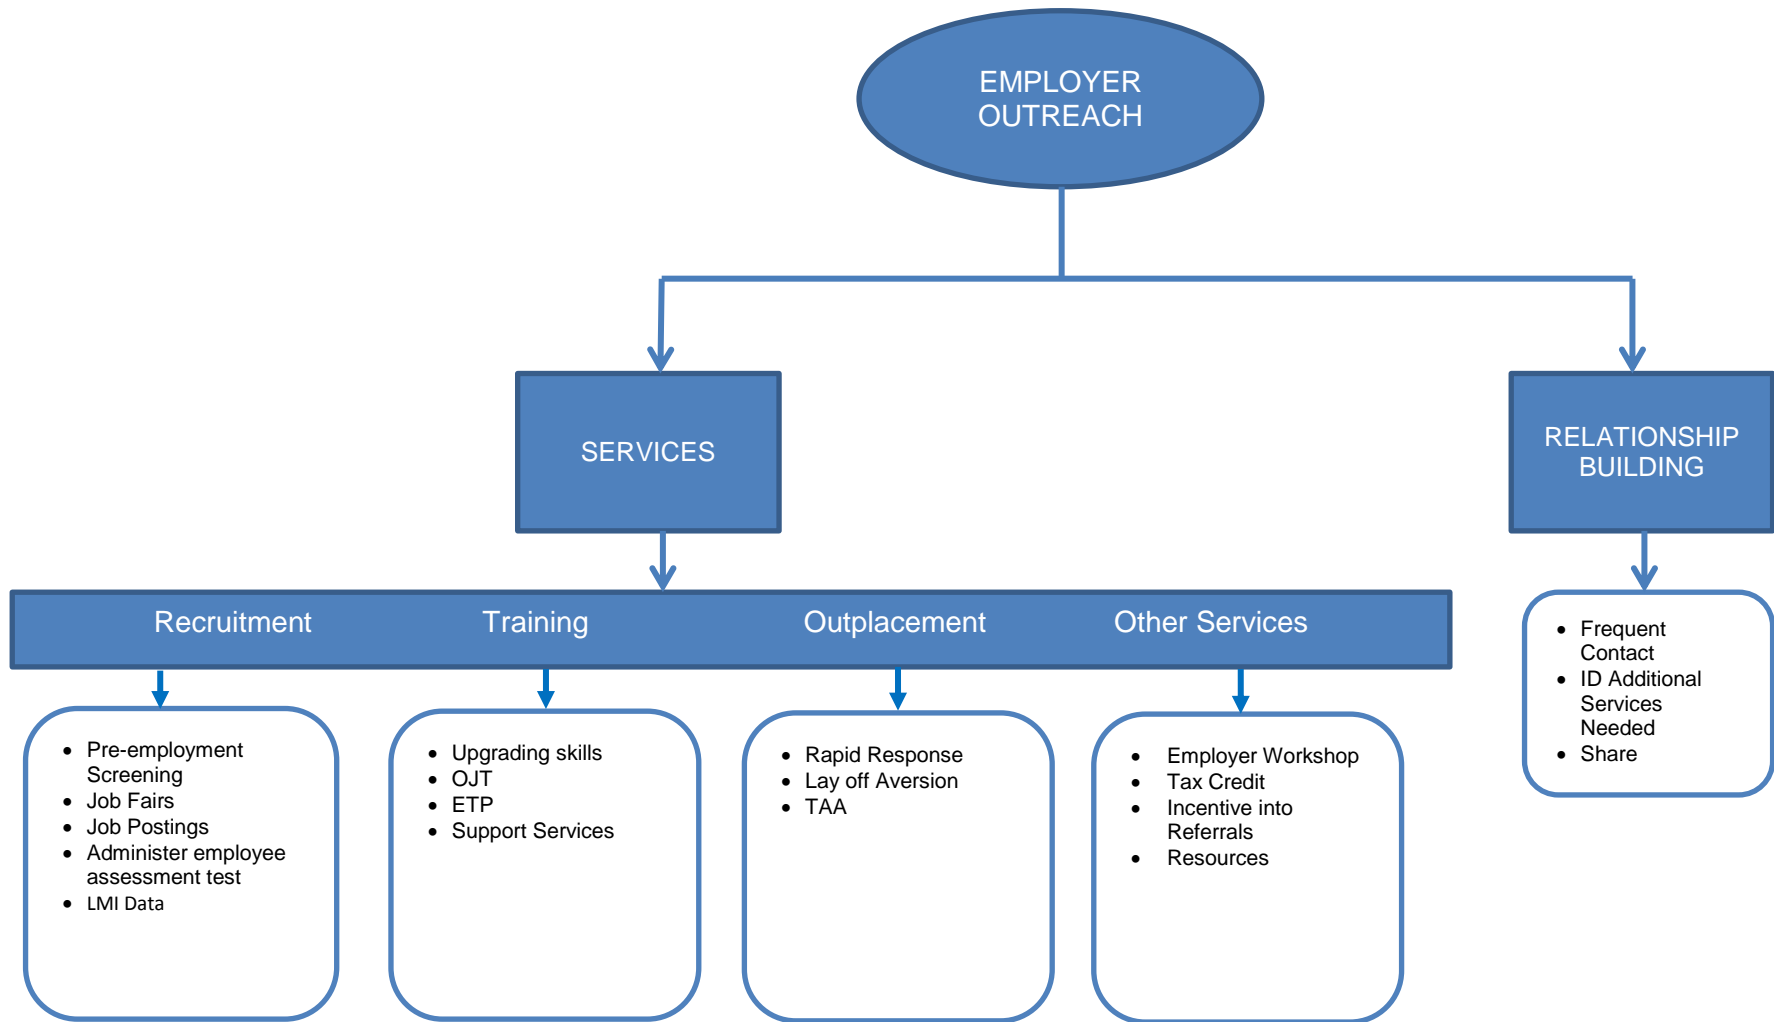 EMPLOYER
OUTREACH
SERVICES
RELATIONSHIP
BUILDING
Recruitment Training Outplacement Other Services
• Pre-employment
Screening
• Job Fairs
• Job Postings
• Administer employee
assessment test
• LMI Data
• Upgrading skills
• OJT
• ETP
• Support Services
• Rapid Response
• Lay off Aversion
• TAA
• Employer Workshop
• Tax Credit
• Incentive into
Referrals
• Resources
• Frequent
Contact
• ID Additional
Services
Needed
• Share